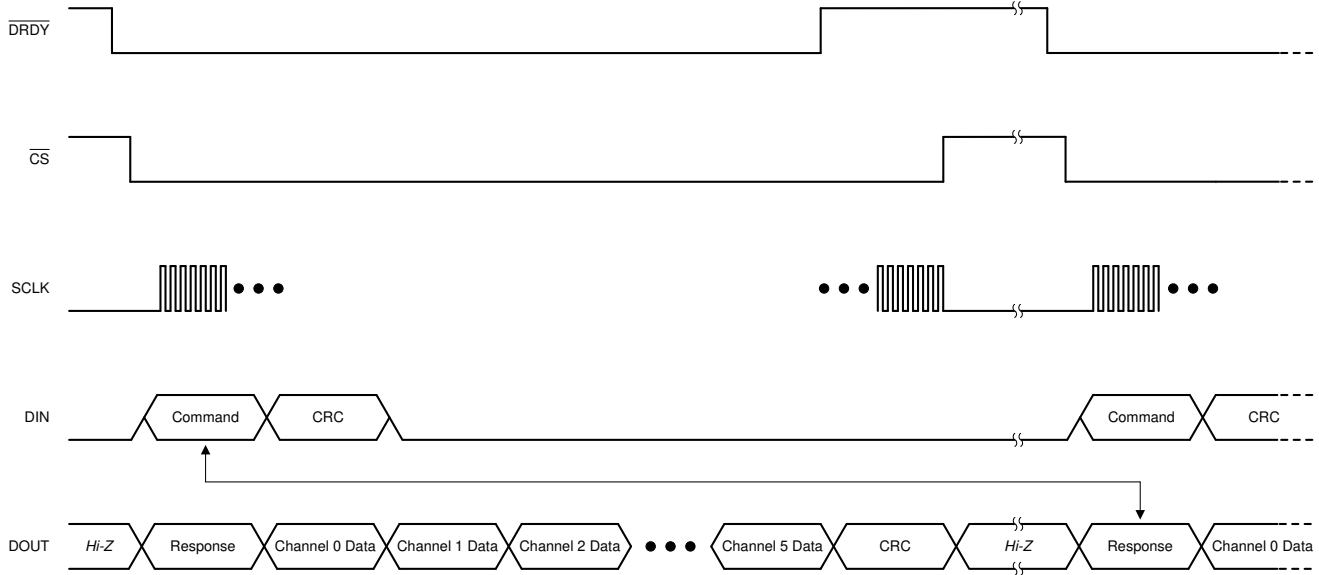 DRDY
CS
SCLK
DIN Command CRC Command CRC
DOUT Hi-Z Response Channel 0 Data Channel 1 Data Channel 2 Data Channel 5 Data CRC Hi-Z Response Channel 0 Data